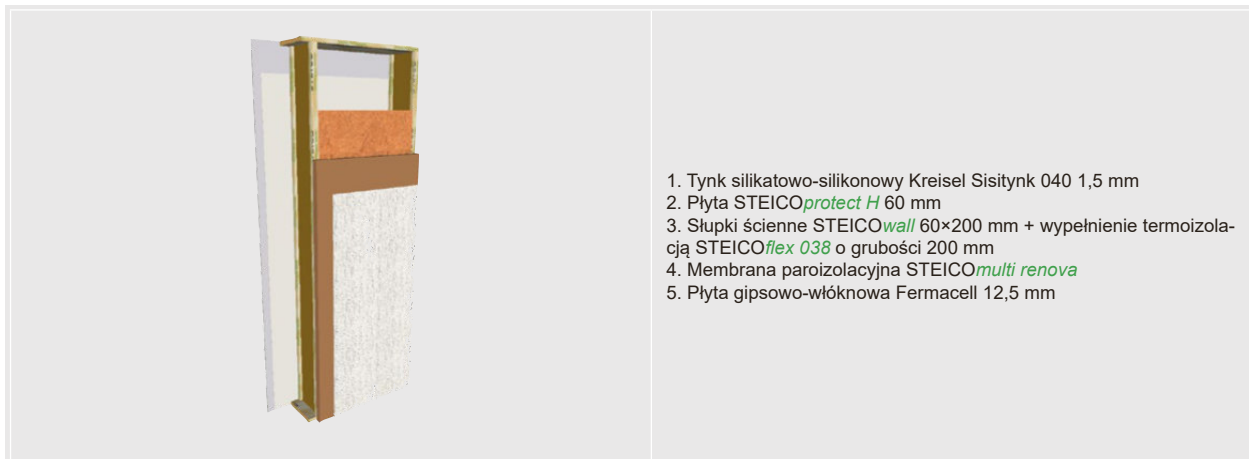 1. Tynk silikatowo-silikonowy Kreisel Sisitynk 040 1,5 mm
2. Płyta STEICOprotect H 60 mm
3. Słupki ścienne STEICOwall 60×200 mm + wypełnienie termoizola-
cją STEICOflex 038 o grubości 200 mm
4. Membrana paroizolacyjna STEICOmulti renova
5. Płyta gipsowo-włóknowa Fermacell 12,5 mm